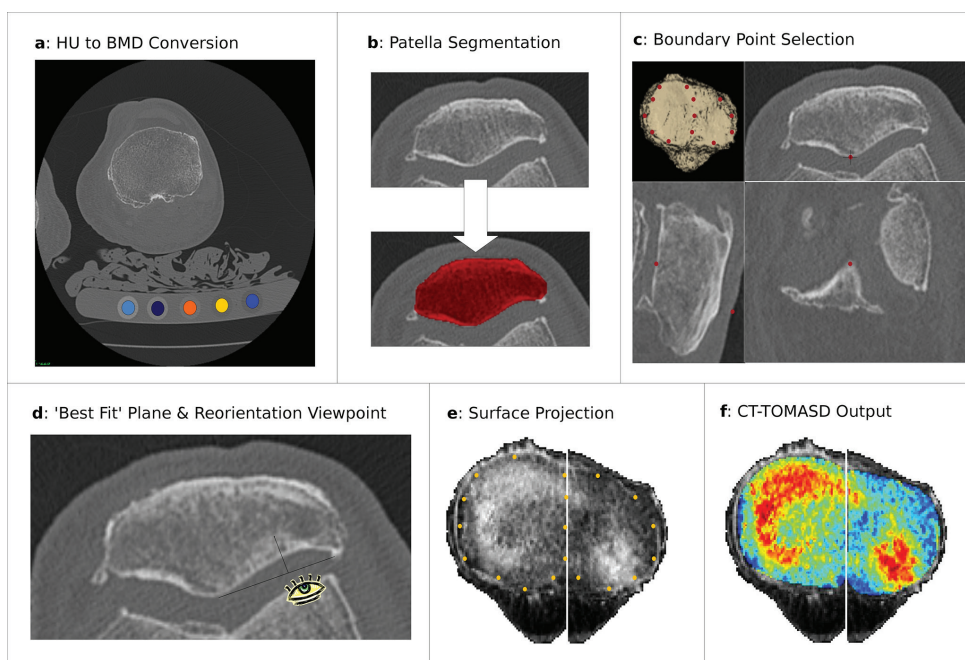 a: HU to BMD Conversion
b: Patella Segmentation
c: Boundary Point Selection
d: 'Best Fit' Plane & Reorientation Viewpoint
e: Surface Projection
f: CT-TOMASD Output